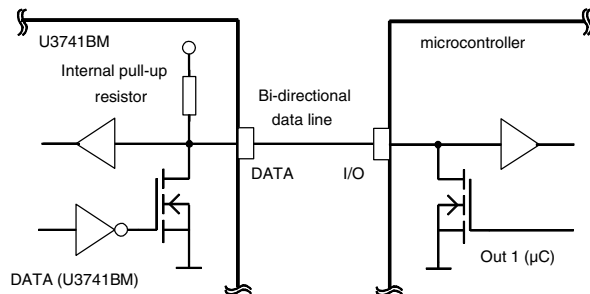 U3741BM
microcontroller
Internal pull-up
resistor
Bi-directional
data line
DATA
I/O
DATA (U3741BM)
Out 1 (µC)